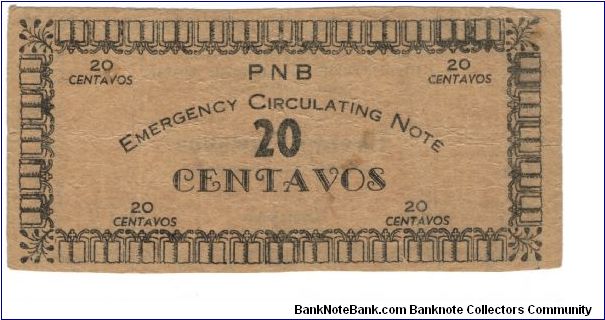 20 CENTAVOS
20 CENTAVOS
PNB
EMERGENCY CIRCULATING NOTE
20
CENTAVOS
20 CENTAVOS
20 CENTAVOS
BankNoteBank.com Banknote Collectors Community